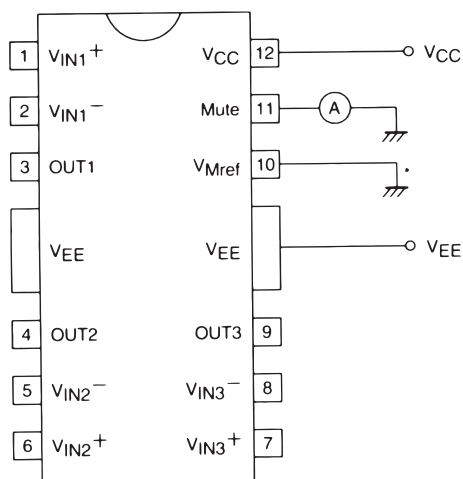 1 VIN1+ VCC 12 VCC
2 VIN1− Mute 11 A
3 OUT1 VMref 10
VEE VEE VEE
4 OUT2 OUT3 9
5 VIN2− VIN3− 8
6 VIN2+ VIN3+ 7